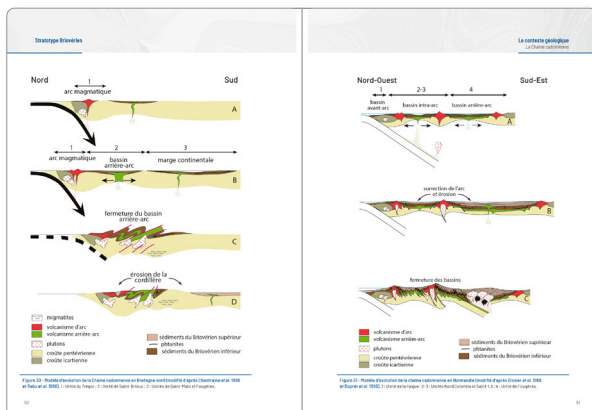 Stratotype Briovérien
Nord
Sud
1
arc magmatique
A
1
2
3
arc magmatique
bassin
arrière-arc
marge continentale
B
fermeture du bassin
arrière-arc
C
érosion de la
cordillère
D
migmatites
volcanisme d'arc
volcanisme arrière-arc
plutons
croûte pentévrienne
croûte icartienne
sédiments du Briovérien supérieur
phtanites
sédiments du Briovérien inférieur
Le contexte géologique
La Chaîne cadomienne
Nord-Ouest
Sud-Est
1
2-3
4
bassin
avant-arc
bassin intra-arc
bassin arrière-arc
A
surrection de l'arc
et érosion
B
fermeture des bassins
C
volcanisme d'arc
volcanisme arrière-arc
plutons
croûte pentévrienne
croûte icartienne
sédiments du Briovérien supérieur
phtanites
sédiments du Briovérien inférieur